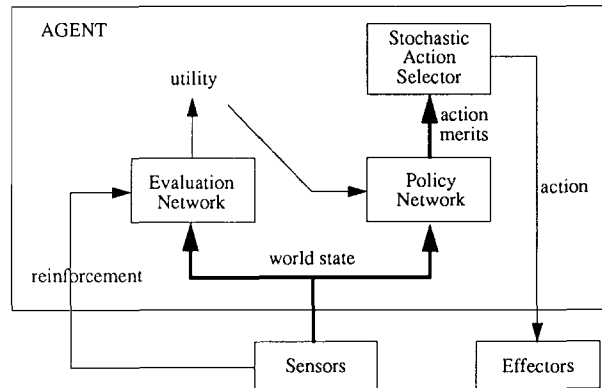 AGENT
Stochastic
Action
Selector
utility
action
merits
Evaluation
Network
Policy
Network
action
world state
reinforcement
Sensors
Effectors